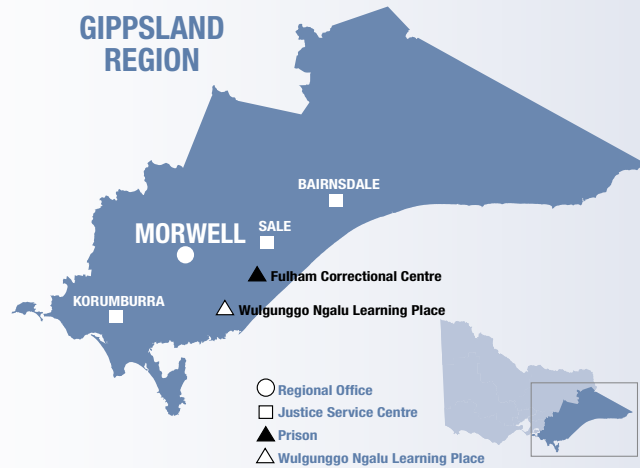 GIPPSLAND
REGION
BAIRNSDALE
MORWELL
SALE
Fulham Correctional Centre
KORUMBURRA
Wulgunggo Ngalu Learning Place
Regional Office
Justice Service Centre
Prison
Wulgunggo Ngalu Learning Place